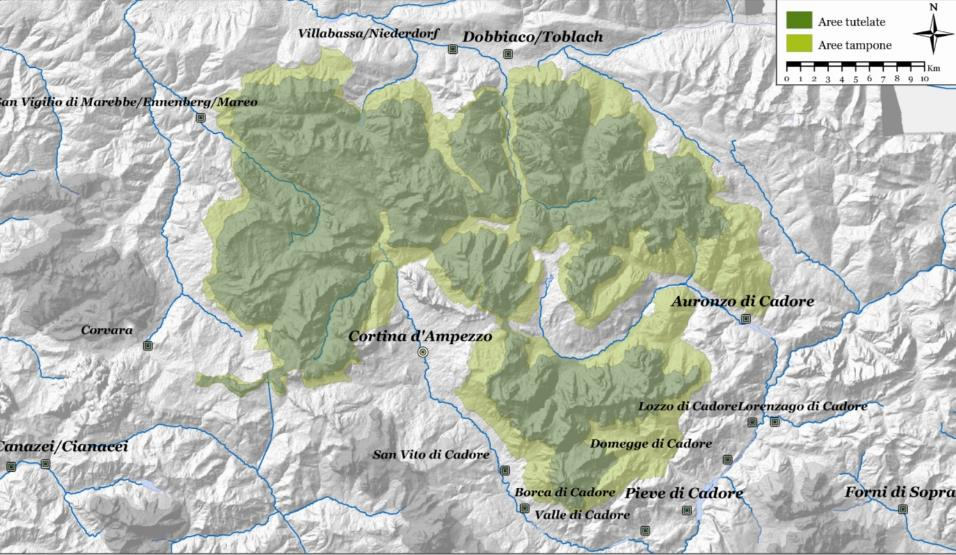 Villabassa/Niederdorf
Dobbiaco/Toblach
Aree tutelate
Aree tampone
N
0 1 2 3 4 5 6 7 8 9 10 Km
San Vigilio di Marebbe/Ennenberg/Mareo
Auronzo di Cadore
Corvara
Cortina d'Ampezzo
Lozzo di Cadore Lorenzago di Cadore
Canazei/Cianacei
Domegge di Cadore
San Vito di Cadore
Borca di Cadore
Pieve di Cadore
Forni di Sopra
Valle di Cadore